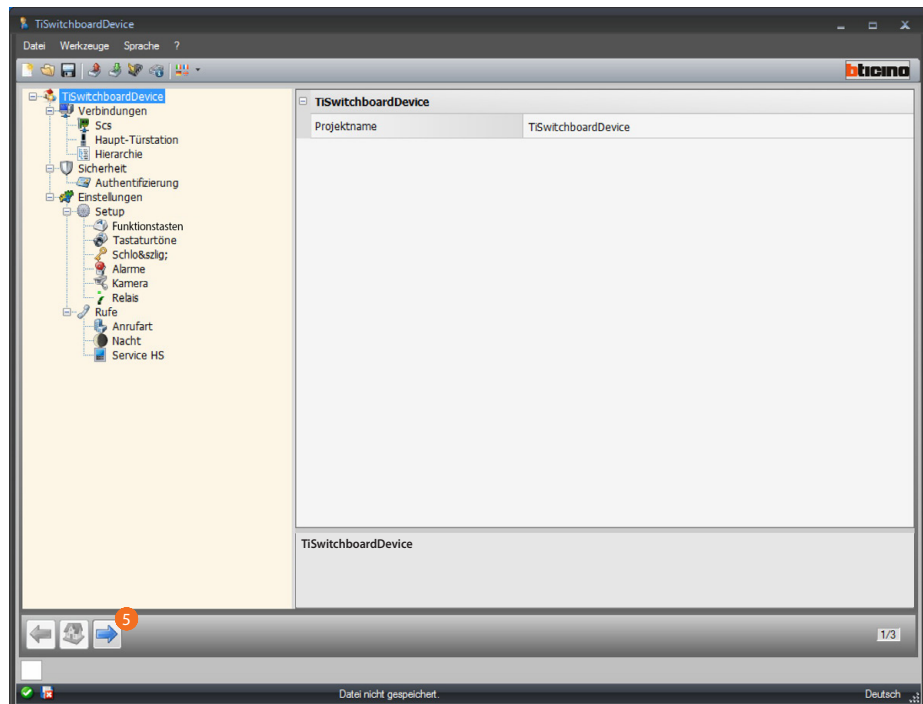 TiSwitchboardDevice
Datei Werkzeuge Sprache ?
bticino
TiSwitchboardDevice
Verbindungen
Scs
Haupt-Türstation
Hierarchie
Sicherheit
Authentifizierung
Einstellungen
Setup
Funktionstasten
Tastaturtöne
Schlo&szlig;
Alarme
Kamera
Relais
Rufe
Anrufart
Nacht
Service HS
TiSwitchboardDevice
Projektname TiSwitchboardDevice
TiSwitchboardDevice
5
1/3
Datei nicht gespeichert. Deutsch